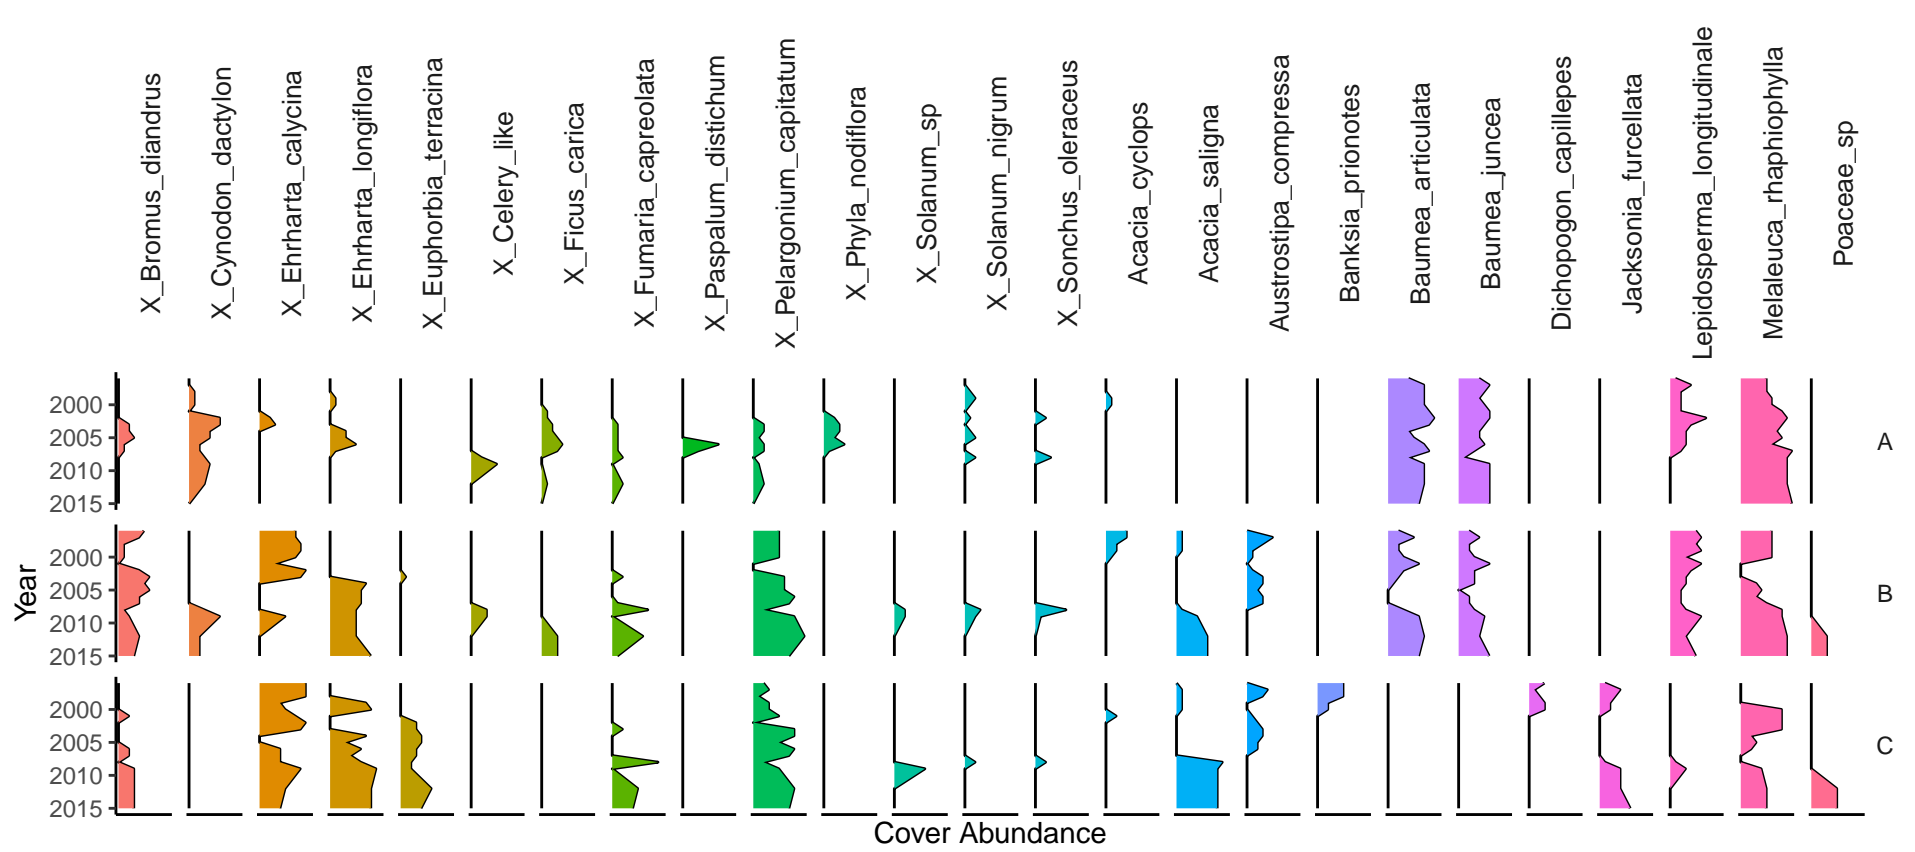 X_Bromus_diandrus
X_Cynodon_dactylon
X_Ehrharta_calycina
X_Ehrharta_longiflora
X_Euphorbia_terracina
X_Celery_like
X_Ficus_carica
X_Fumaria_capreolata
X_Paspalum_distichum
X_Pelargonium_capitatum
X_Phyla_nodiflora
X_Solanum_sp
X_Solanum_nigrum
X_Sonchus_oleraceus
Acacia_cyclops
Acacia_saligna
Austrostipa_compressa
Banksia_prionotes
Baumea_articulata
Baumea_juncea
Dichopogon_capillepes
Jacksonia_furcellata
Lepidosperma_longitudinale
Melaleuca_rhaphiophylla
Poaceae_sp
2000
2005
2010
2015
A
2000
2005
2010
2015
B
2000
2005
2010
2015
C
Year
Cover Abundance